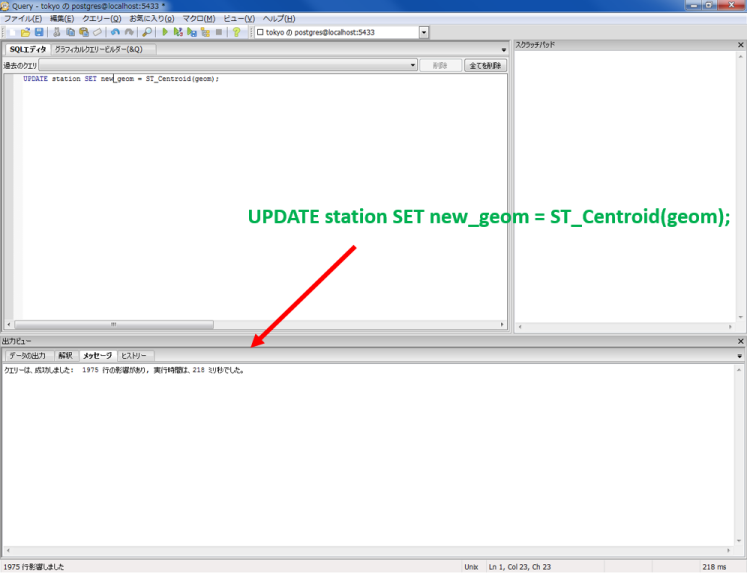 Query - tokyo の postgres@localhost:5433 *
ファイル(F) 編集(E) クエリー(Q) お気に入り(g) マクロ(M) ビュー(V) ヘルプ(H)
tokyo の postgres@localhost:5433
SQLエディタ グラフィカルクエリービルダー(&Q)
スクラッチパッド
過去のクエリ 削除 全てを削除
UPDATE station SET new_geom = ST_Centroid(geom);
UPDATE station SET new_geom = ST_Centroid(geom);
出力ビュー
データの出力 解釈 メッセージ ヒストリー
クエリーは、成功しました： 1975 行の影響があり, 実行時間は、218 ミリ秒でした。
1975 行影響しました Unix Ln 1, Col 23, Ch 23 218 ms